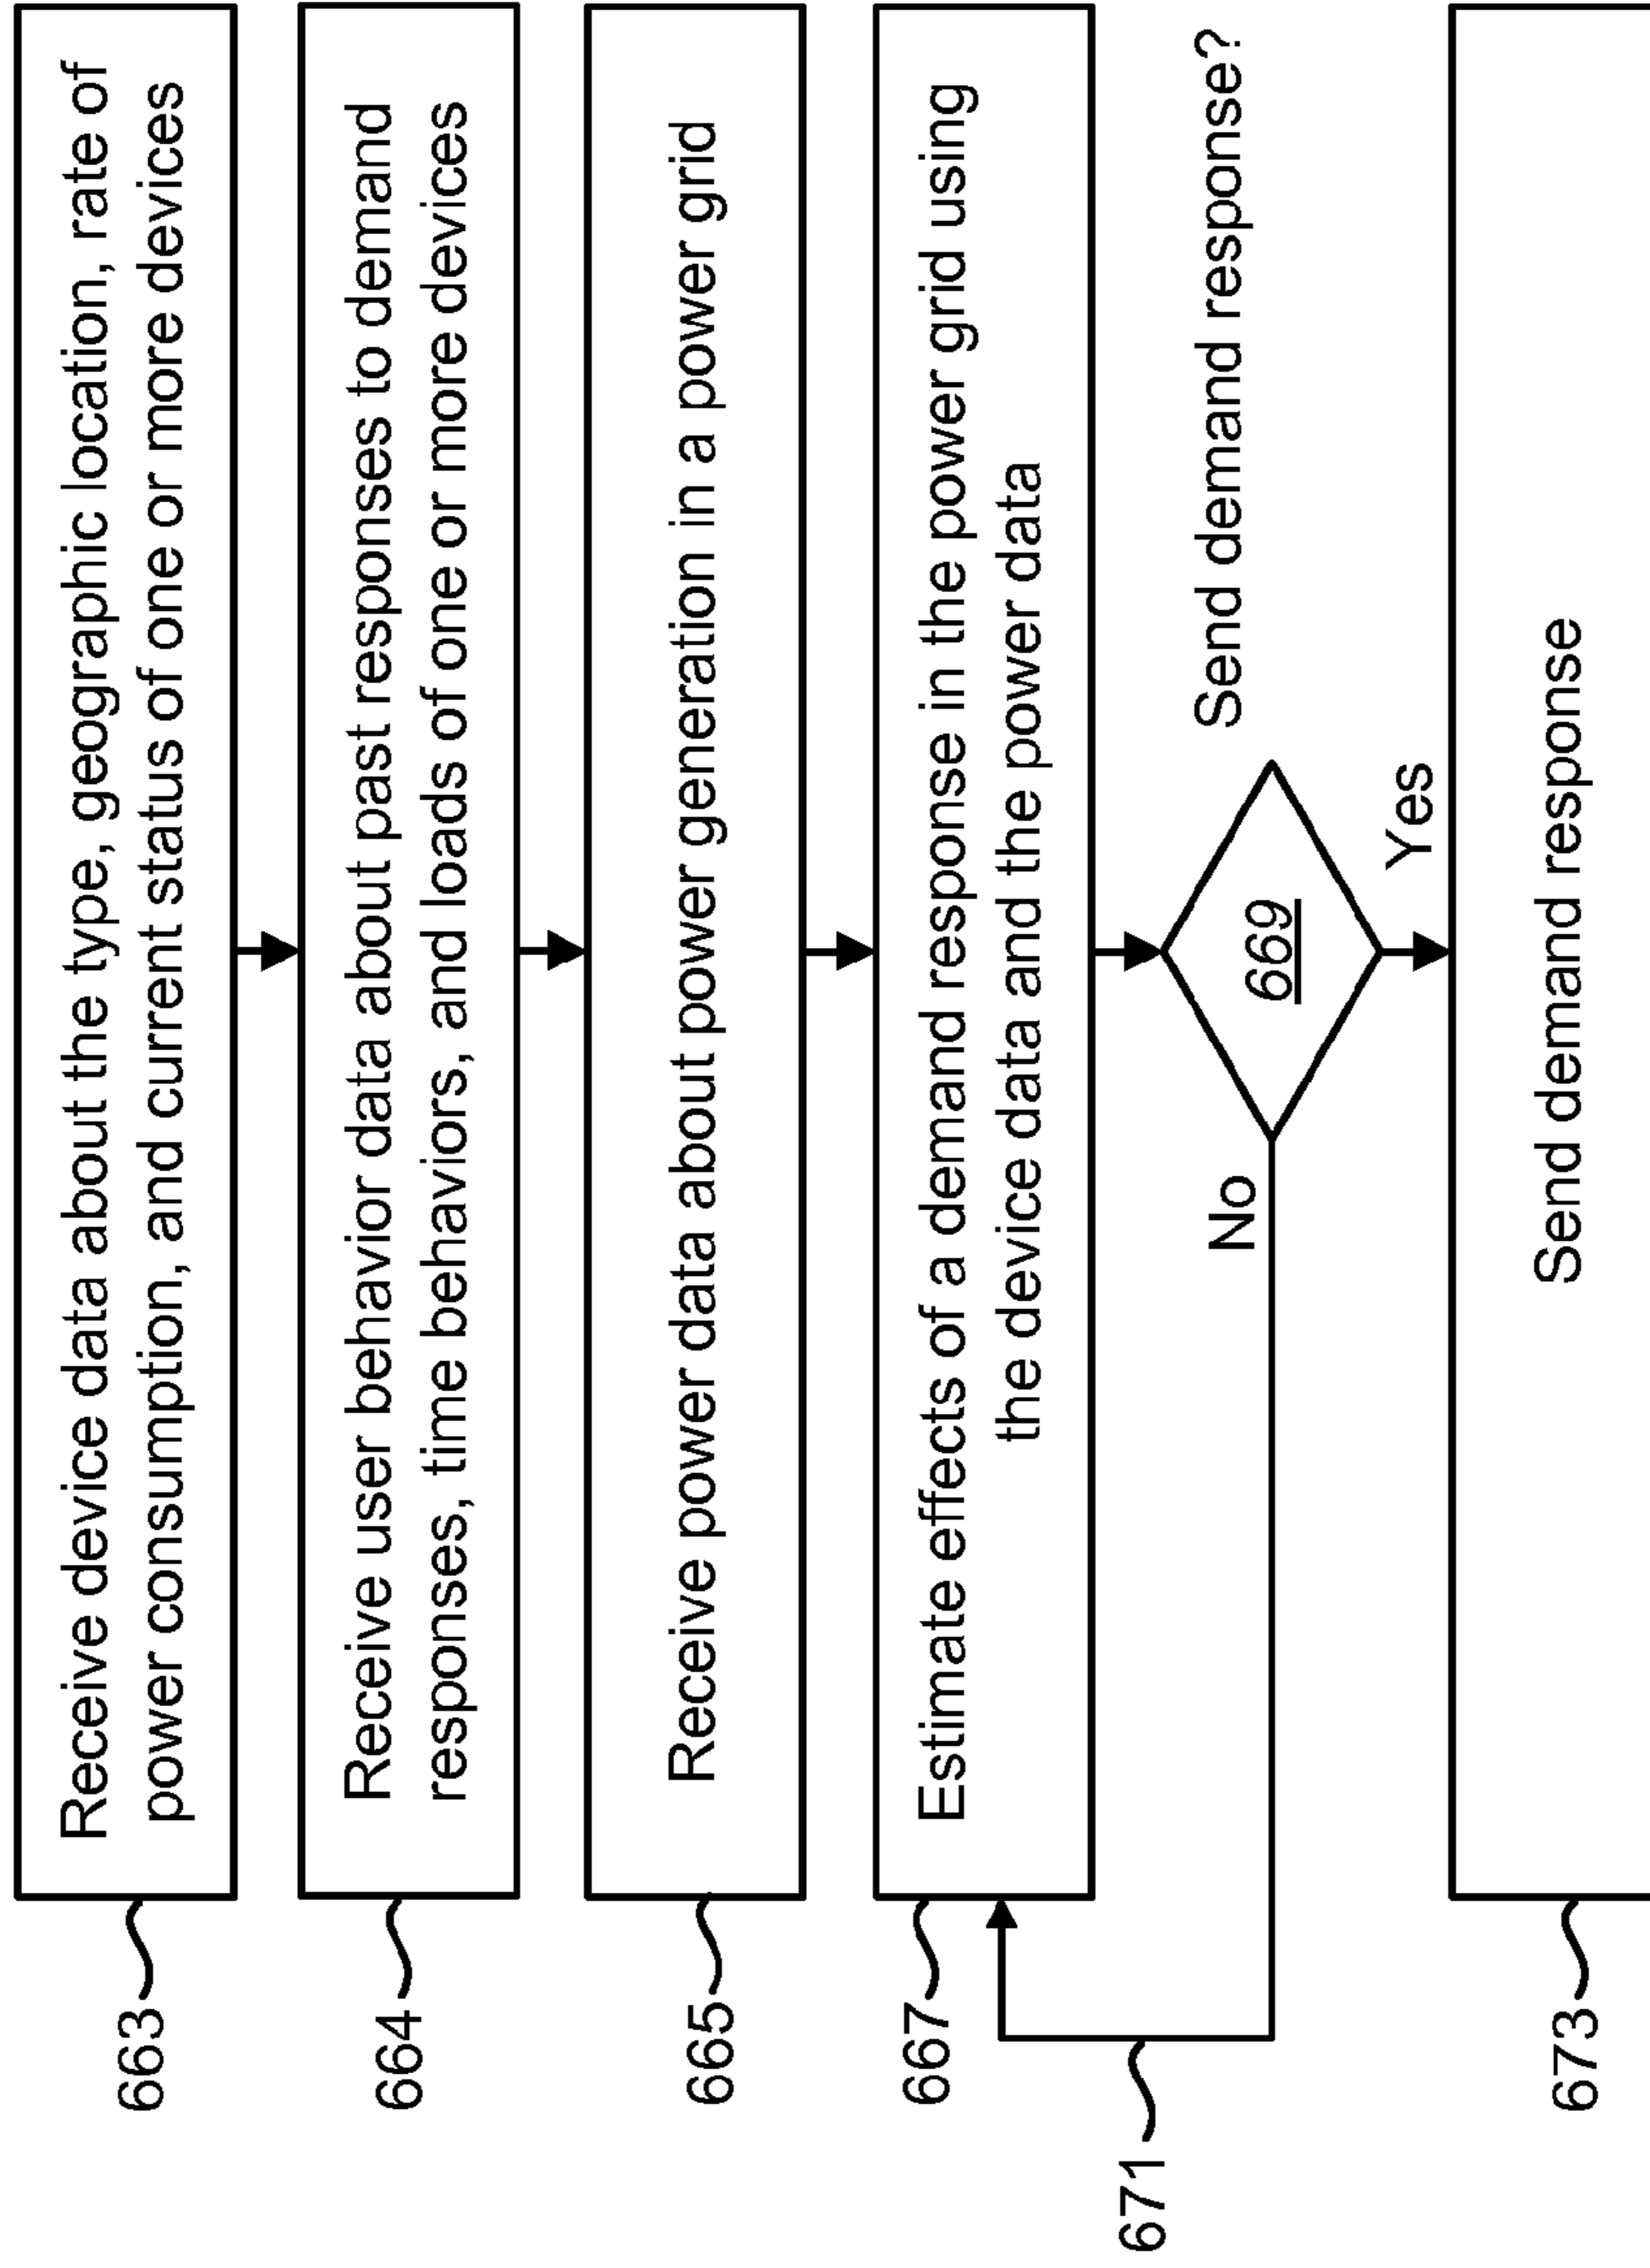 663
Receive device data about the type, geographic location, rate of
power consumption, and current status of one or more devices
664
Receive user behavior data about past responses to demand
responses, time behaviors, and loads of one or more devices
665
Receive power data about power generation in a power grid
667
Estimate effects of a demand response in the power grid using
the device data and the power data
671
No
669
Send demand response?
Yes
673
Send demand response